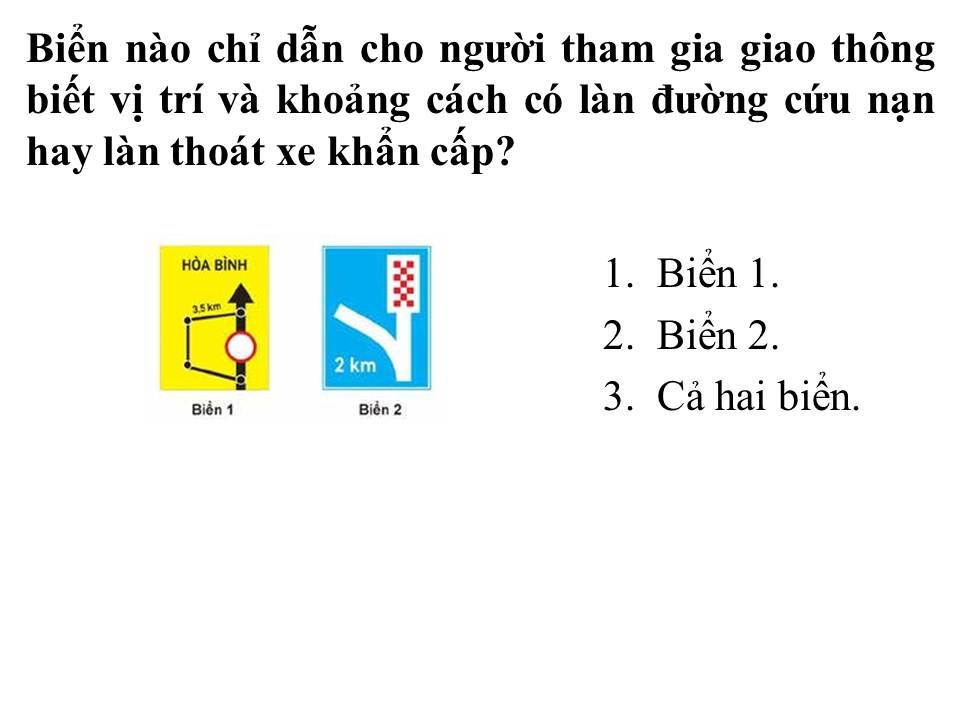 Biển nào chỉ dẫn cho người tham gia giao thông
biết vị trí và khoảng cách có làn đường cứu nạn
hay làn thoát xe khẩn cấp?
HÒA BÌNH
3,5 km
2 km
Biển 1
Biển 2
1. Biển 1.
2. Biển 2.
3. Cả hai biển.